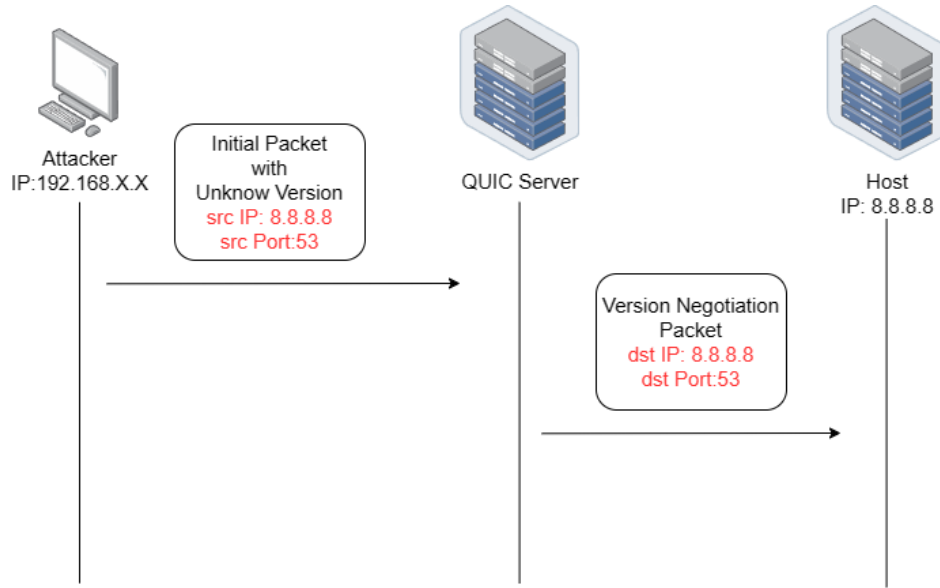 Attacker
IP:192.168.X.X
Initial Packet
with
Unknow Version
src IP: 8.8.8.8
src Port:53
QUIC Server
Host
IP: 8.8.8.8
Version Negotiation
Packet
dst IP: 8.8.8.8
dst Port:53